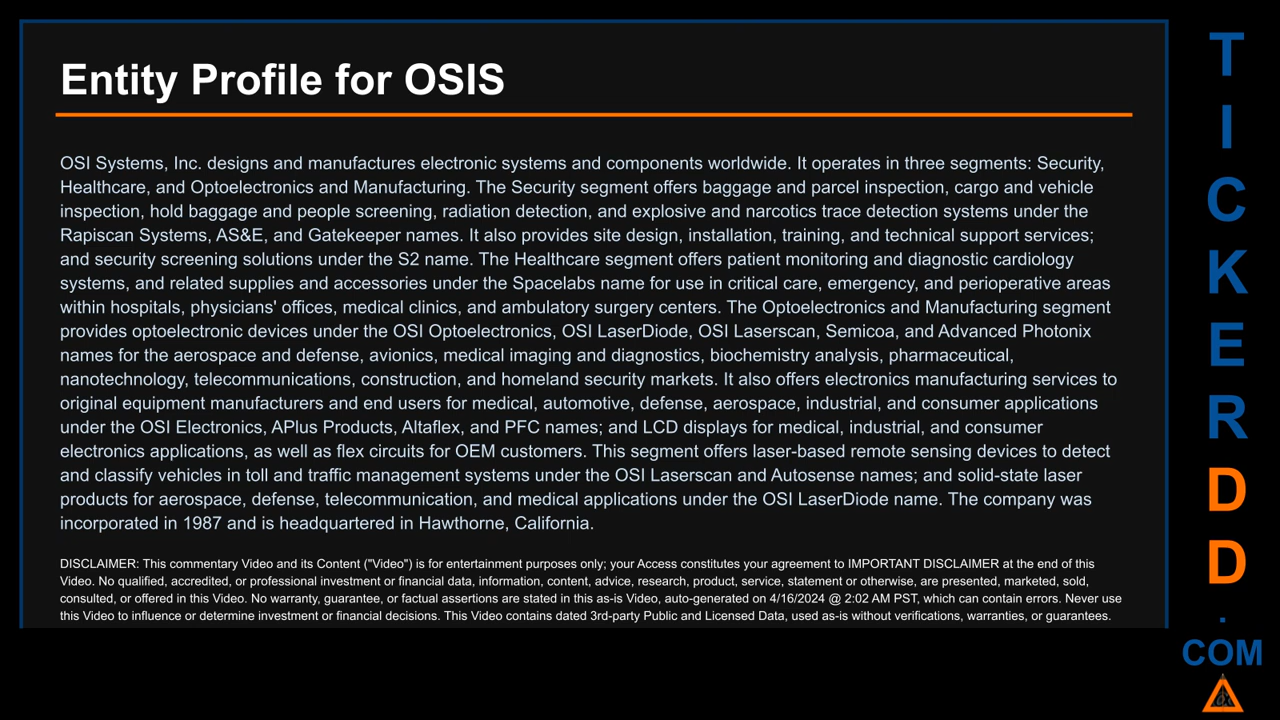 Entity Profile for OSIS
OSI Systems, Inc. designs and manufactures electronic systems and components worldwide. It operates in three segments: Security,
Healthcare, and Optoelectronics and Manufacturing. The Security segment offers baggage and parcel inspection, cargo and vehicle
inspection, hold baggage and people screening, radiation detection, and explosive and narcotics trace detection systems under the
Rapiscan Systems, AS&E, and Gatekeeper names. It also provides site design, installation, training, and technical support services;
and security screening solutions under the S2 name. The Healthcare segment offers patient monitoring and diagnostic cardiology
systems, and related supplies and accessories under the Spacelabs name for use in critical care, emergency, and perioperative areas
within hospitals, physicians' offices, medical clinics, and ambulatory surgery centers. The Optoelectronics and Manufacturing segment
provides optoelectronic devices under the OSI Optoelectronics, OSI LaserDiode, OSI Laserscan, Semicoa, and Advanced Photonix
names for the aerospace and defense, avionics, medical imaging and diagnostics, biochemistry analysis, pharmaceutical,
nanotechnology, telecommunications, construction, and homeland security markets. It also offers electronics manufacturing services to
original equipment manufacturers and end users for medical, automotive, defense, aerospace, industrial, and consumer applications
under the OSI Electronics, APlus Products, Altaflex, and PFC names; and LCD displays for medical, industrial, and consumer
electronics applications, as well as flex circuits for OEM customers. This segment offers laser-based remote sensing devices to detect
and classify vehicles in toll and traffic management systems under the OSI Laserscan and Autosense names; and solid-state laser
products for aerospace, defense, telecommunication, and medical applications under the OSI LaserDiode name. The company was
incorporated in 1987 and is headquartered in Hawthorne, California.
DISCLAIMER: This commentary Video and its Content ("Video") is for entertainment purposes only; your Access constitutes your agreement to IMPORTANT DISCLAIMER at the end of this
Video. No qualified, accredited, or professional investment or financial data, information, content, advice, research, product, service, statement or otherwise, are presented, marketed, sold,
consulted, or offered in this Video. No warranty, guarantee, or factual assertions are stated in this as-is Video, auto-generated on 4/16/2024 @ 2:02 AM PST, which can contain errors. Never use
this Video to influence or determine investment or financial decisions. This Video contains dated 3rd-party Public and Licensed Data, used as-is without verifications, warranties, or guarantees.
T
I
C
K
E
R
D
D
.
COM